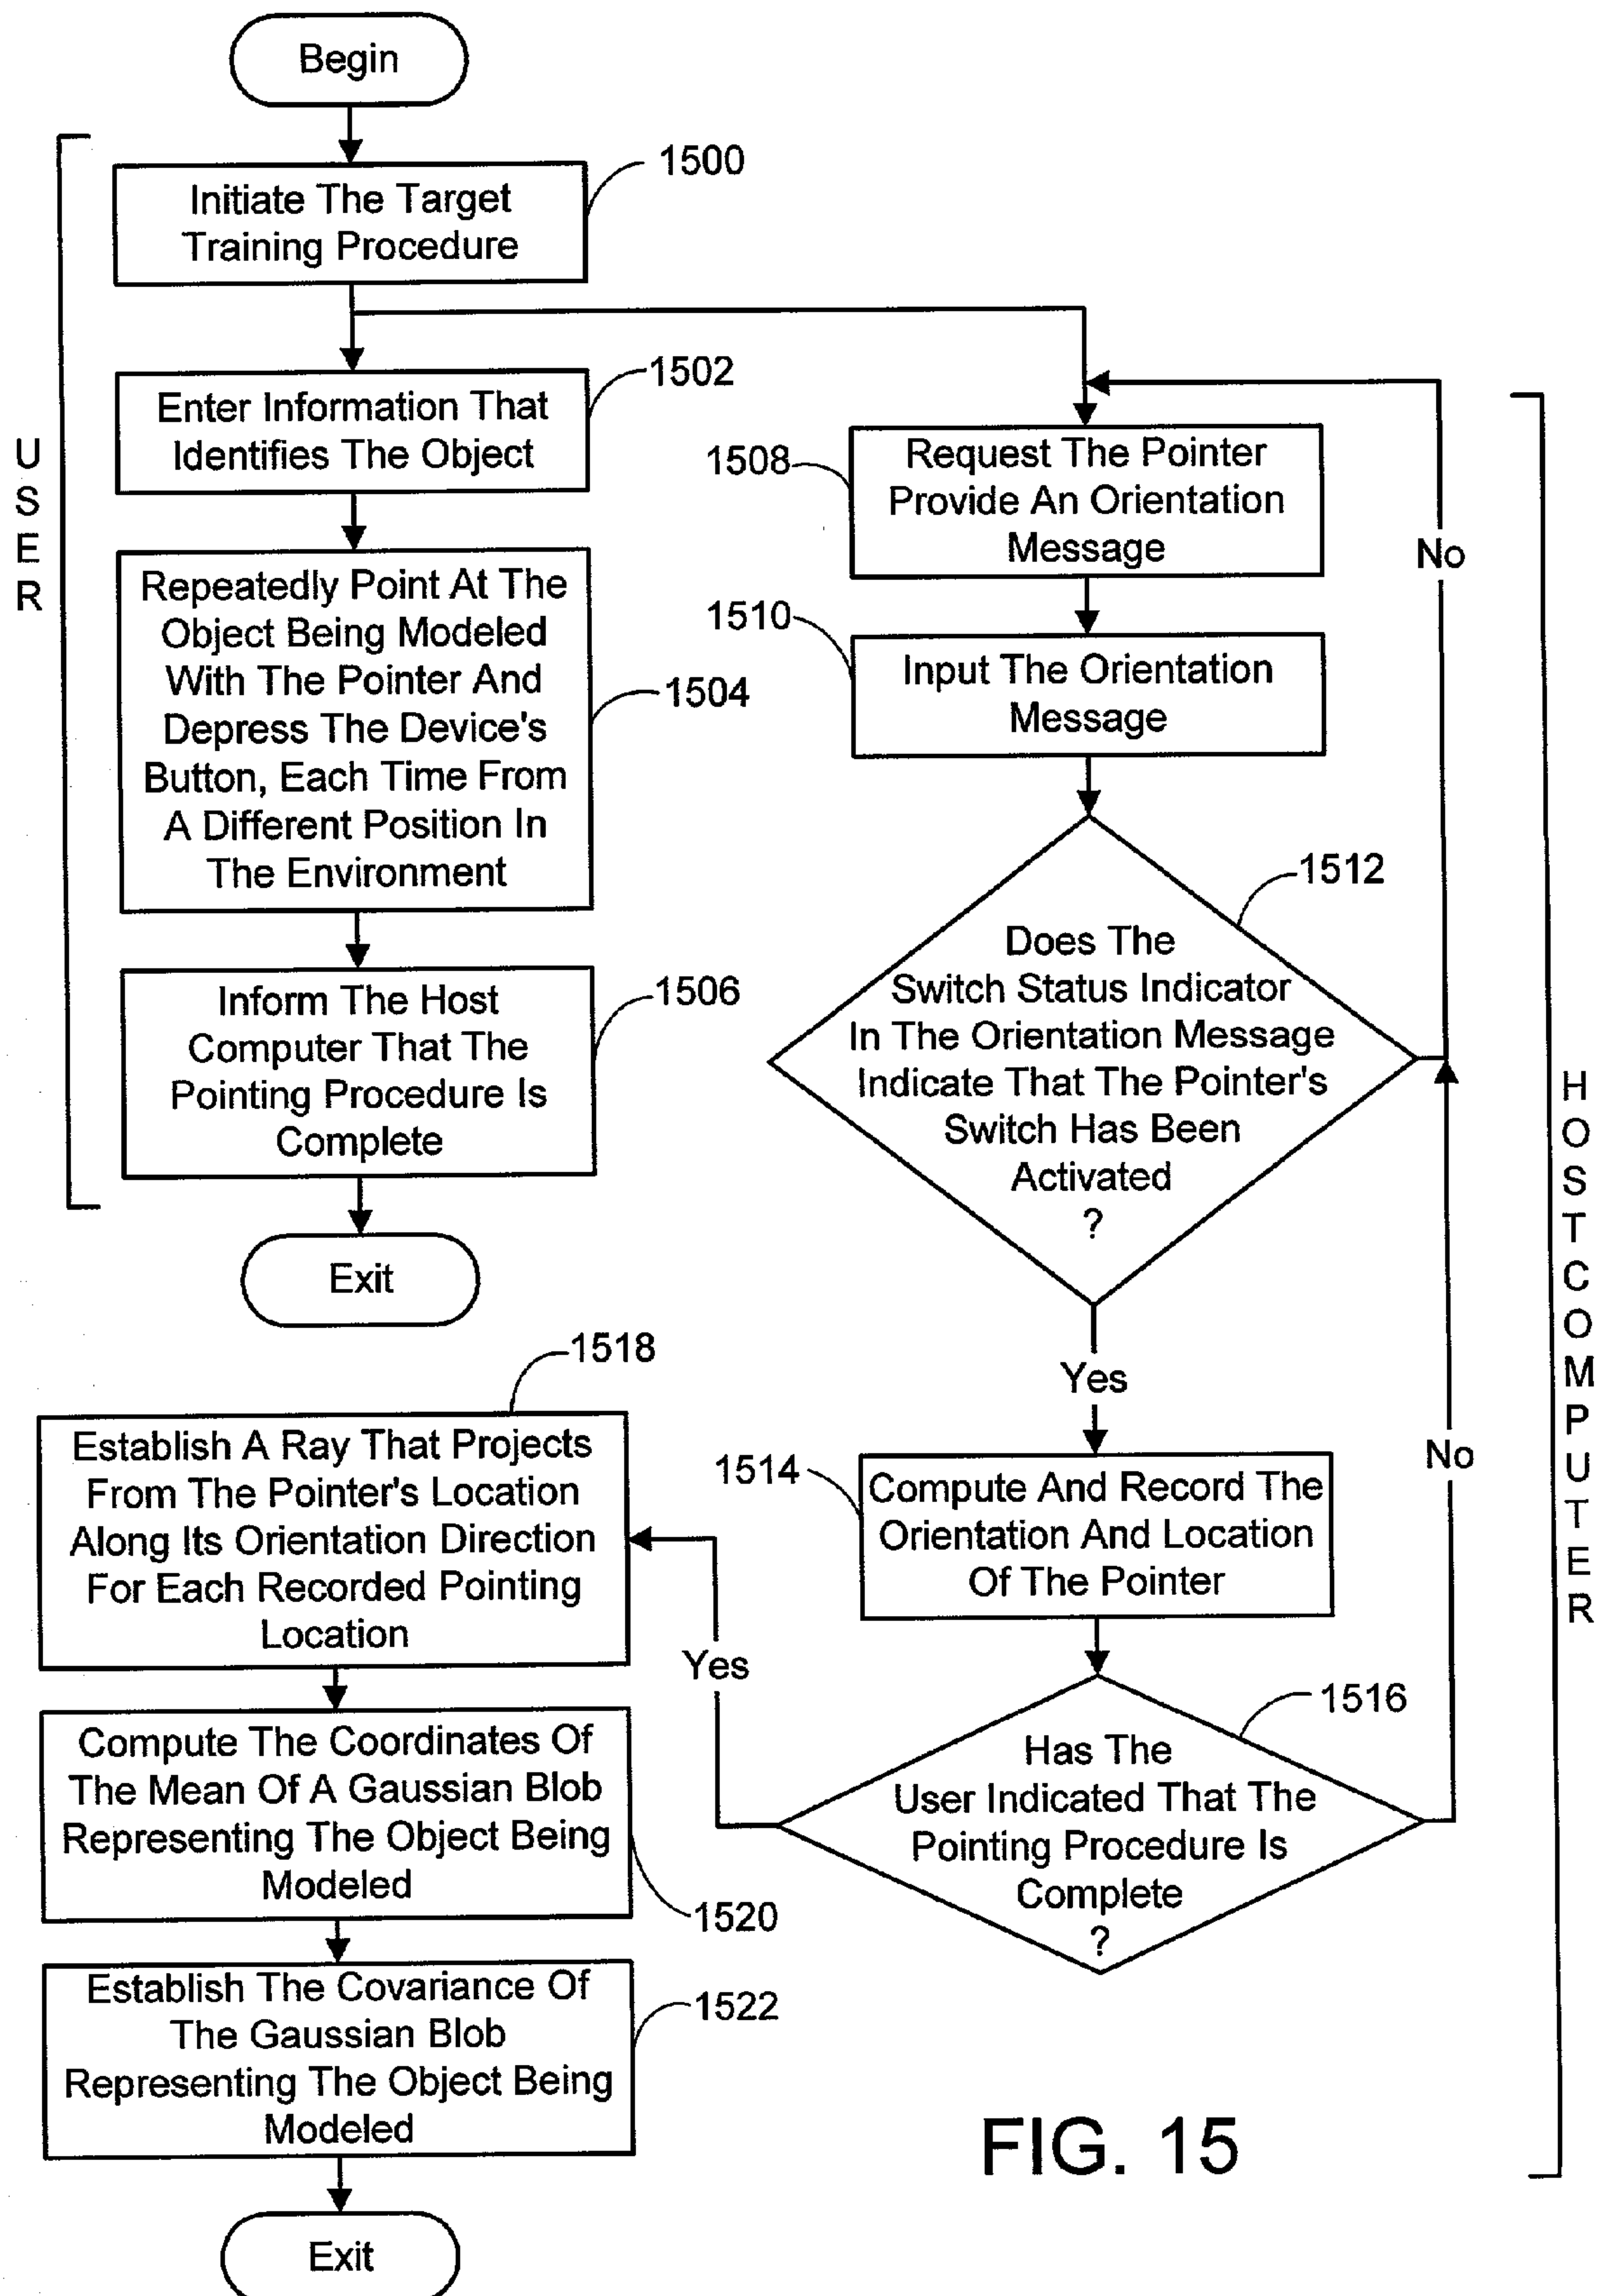 Begin
1500
Initiate The Target
Training Procedure
1502
Enter Information That
Identifies The Object
USER
1504
Repeatedly Point At The
Object Being Modeled
With The Pointer And
Depress The Device's
Button, Each Time From
A Different Position In
The Environment
1506
Inform The Host
Computer That The
Pointing Procedure Is
Complete
Exit
1508
Request The Pointer
Provide An Orientation
Message
No
1510
Input The Orientation
Message
1512
Does The
Switch Status Indicator
In The Orientation Message
Indicate That The Pointer's
Switch Has Been
Activated
?
HOST COMPUTER
Yes
No
1514
Compute And Record The
Orientation And Location
Of The Pointer
1516
Has The
User Indicated That The
Pointing Procedure Is
Complete
?
Yes
1518
Establish A Ray That Projects
From The Pointer's Location
Along Its Orientation Direction
For Each Recorded Pointing
Location
Compute The Coordinates Of
The Mean Of A Gaussian Blob
Representing The Object Being
Modeled
1520
Establish The Covariance Of
The Gaussian Blob
Representing The Object Being
Modeled
1522
Exit
FIG. 15